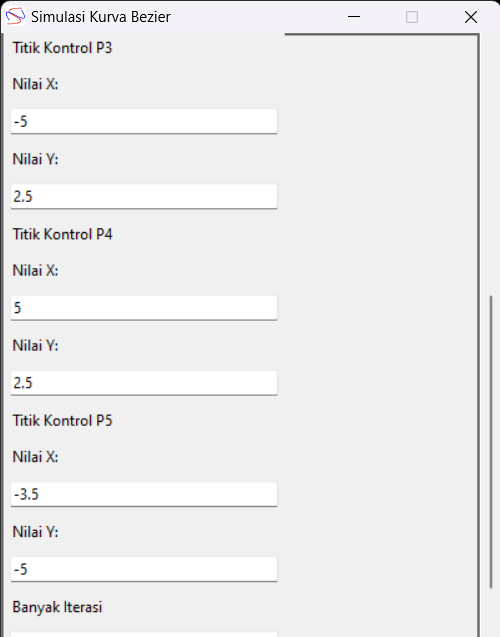 Simulasi Kurva Bezier
Titik Kontrol P3
Nilai X:
-5
Nilai Y:
2.5
Titik Kontrol P4
Nilai X:
5
Nilai Y:
2.5
Titik Kontrol P5
Nilai X:
-3.5
Nilai Y:
-5
Banyak Iterasi